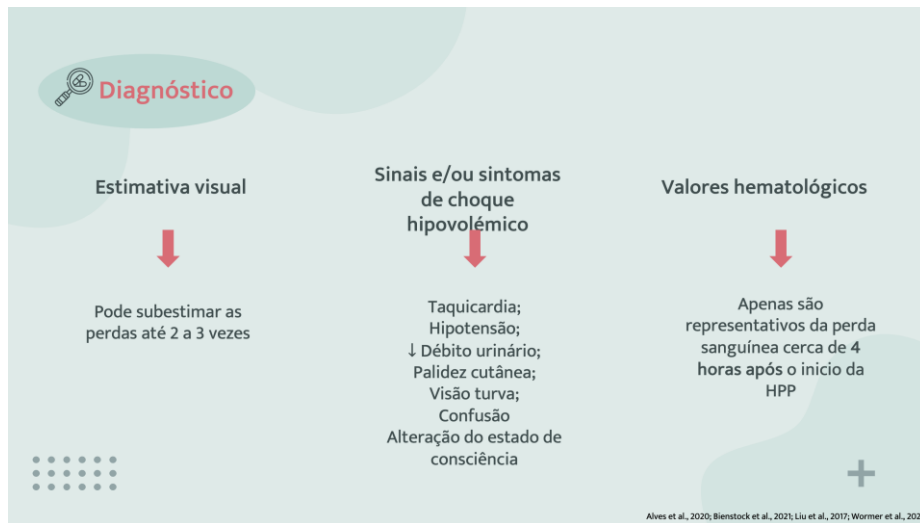 Diagnóstico
Estimativa visual
Pode subestimar as
perdas até 2 a 3 vezes
Sinais e/ou sintomas
de choque
hipovolémico
Taquicardia;
Hipotensão;
↓ Débito urinário;
Palidez cutânea;
Visão turva;
Confusão
Alteração do estado de
consciência
Valores hematológicos
Apenas são
representativos da perda
sanguínea cerca de 4
horas após o inicio da
HPP
Alves et al., 2020; Bienstock et al., 2021; Liu et al., 2017; Wormer et al.,